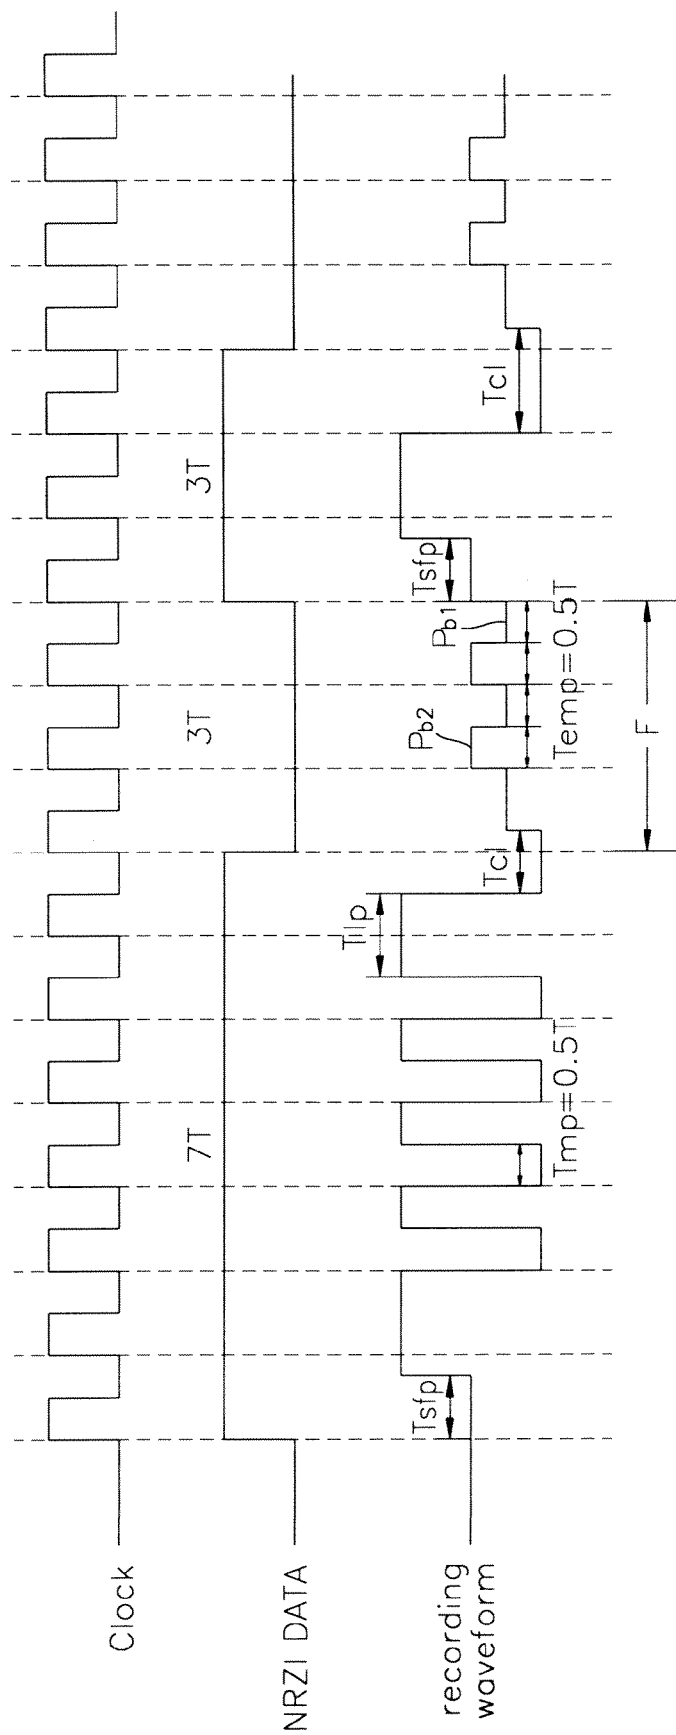 Clock
NRZI DATA
7T
3T
3T
recording
waveform
Tsfp
Tmp=0.5T
Tllp
Tcl
Pb2
Pb1
Temp=0.5T
F
Tsfp
Tcl